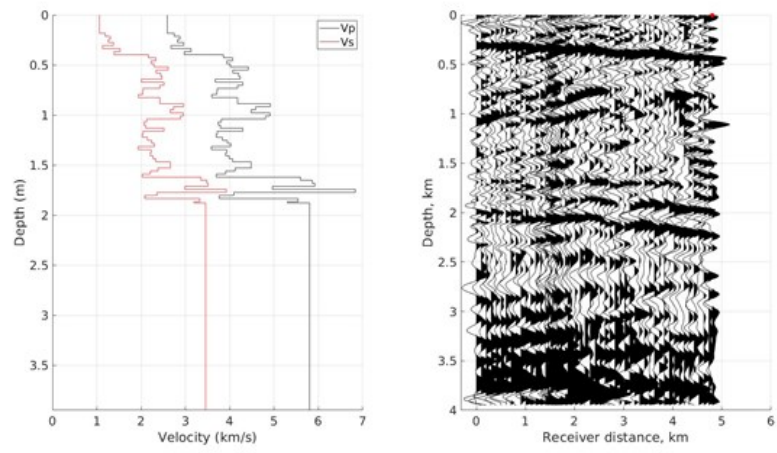 Vp
Vs
0
0.5
1
1.5
2
2.5
3
3.5
Depth (m)
0 1 2 3 4 5 6 7
Velocity (km/s)
0
0.5
1
1.5
2
2.5
3
3.5
4
Depth, km
0 1 2 3 4 5 6
Receiver distance, km